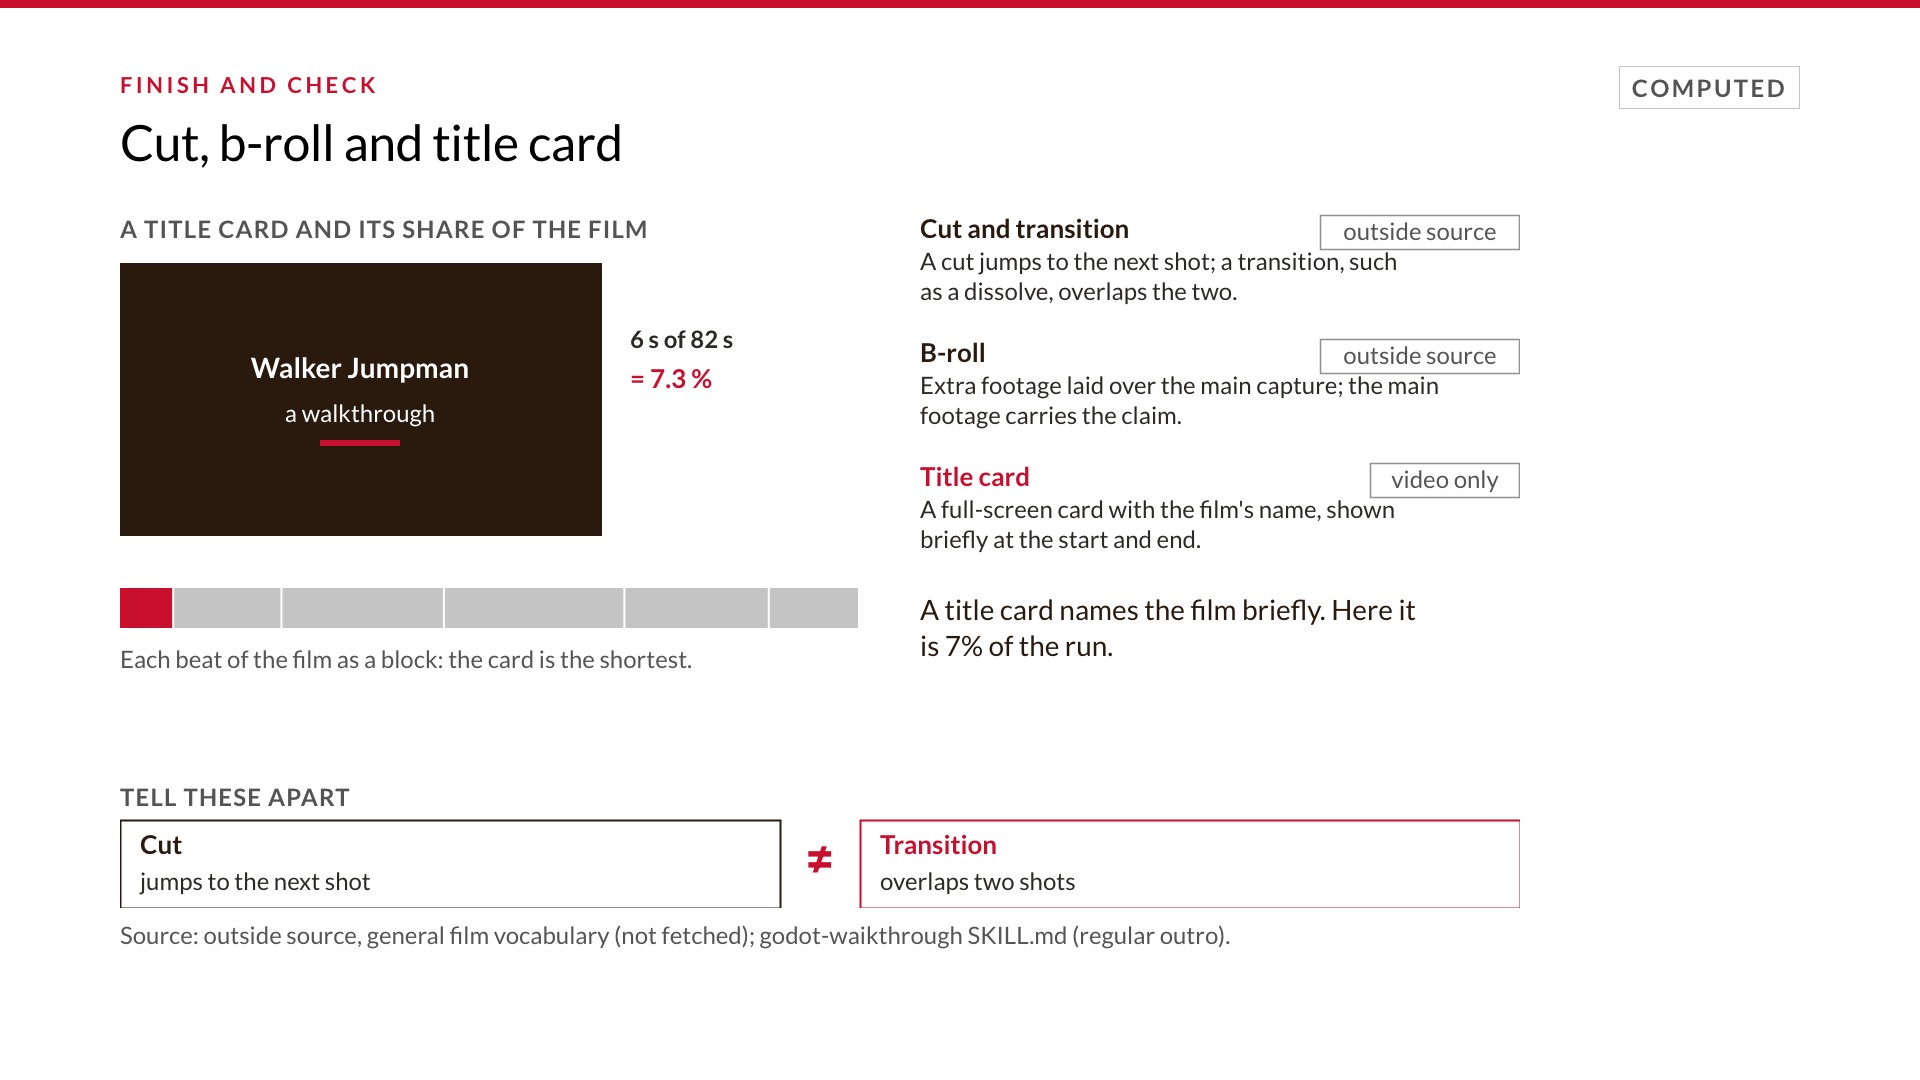 FINISH AND CHECK
COMPUTED
Cut, b-roll and title card
A TITLE CARD AND ITS SHARE OF THE FILM
Walker Jumpman
a walkthrough
6 s of 82 s
= 7.3 %
Each beat of the film as a block: the card is the shortest.
Cut and transition
outside source
A cut jumps to the next shot; a transition, such
as a dissolve, overlaps the two.
B-roll
outside source
Extra footage laid over the main capture; the main
footage carries the claim.
Title card
video only
A full-screen card with the film's name, shown
briefly at the start and end.
A title card names the film briefly. Here it
is 7% of the run.
TELL THESE APART
Cut
jumps to the next shot
≠
Transition
overlaps two shots
Source: outside source, general film vocabulary (not fetched); godot-waikthrough SKILL.md (regular outro).